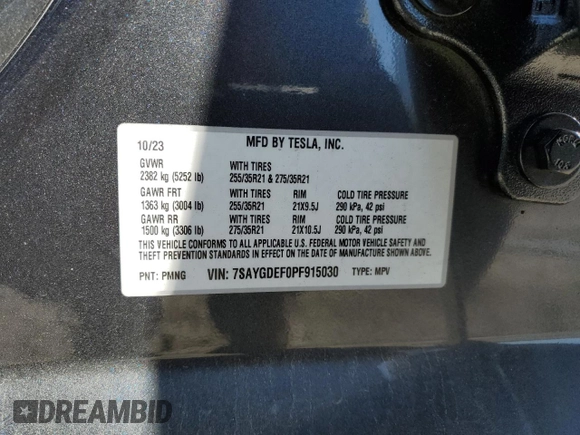 10/23 MFD BY TESLA, INC.
GVWR WITH TIRES
2382 kg (5252 lb) 255/35R21 & 275/35R21
GAWR FRT WITH TIRES RIM COLD TIRE PRESSURE
1363 kg (3004 lb) 255/35R21 21X9.5J 290 kPa, 42 psi
GAWR RR WITH TIRES RIM COLD TIRE PRESSURE
1500 kg (3306 lb) 275/35R21 21X10.5J 290 kPa, 42 psi
THIS VEHICLE CONFORMS TO ALL APPLICABLE U.S. FEDERAL MOTOR VEHICLE SAFETY AND
THEFT PREVENTION STANDARDS IN EFFECT ON THE DATE OF MANUFACTURE SHOWN ABOVE.
PNT: PMNG VIN: 7SAYGDEF0PF915030 TYPE: MPV
DREAMBID